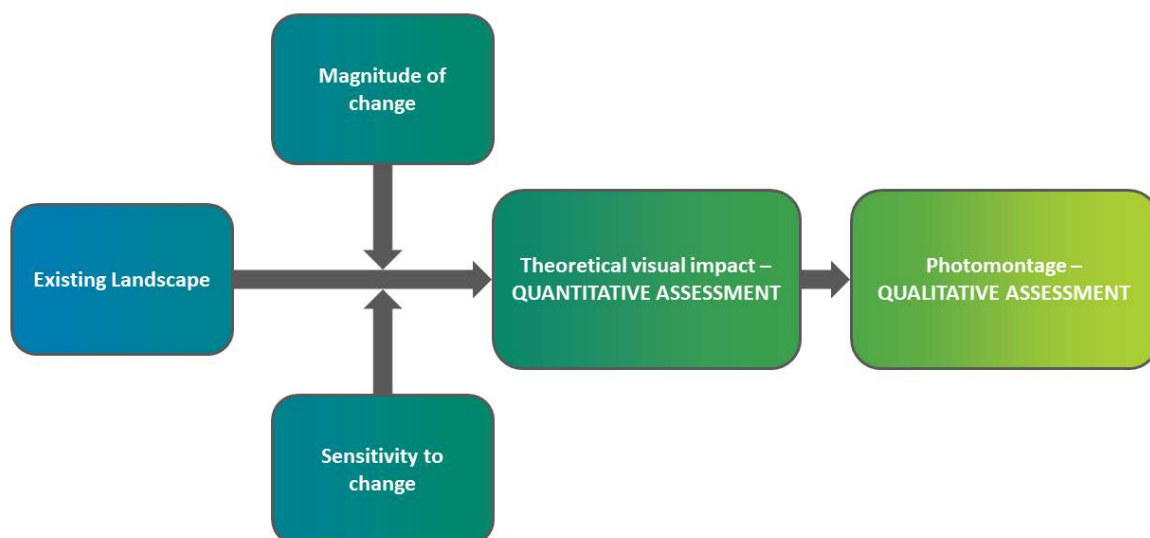 Magnitude of
change
Existing Landscape
Theoretical visual impact –
QUANTITATIVE ASSESSMENT
Photomontage –
QUALITATIVE ASSESSMENT
Sensitivity to
change